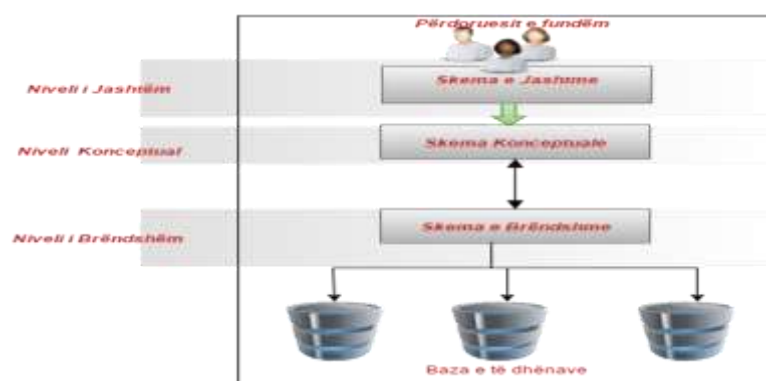 Përdoruesit e fundëm
Niveli i Jashtëm
Skema e Jashtme
Niveli Konceptual
Skema Konceptuale
Niveli i Brëndshëm
Skema e Brëndshme
Baza e të dhënave